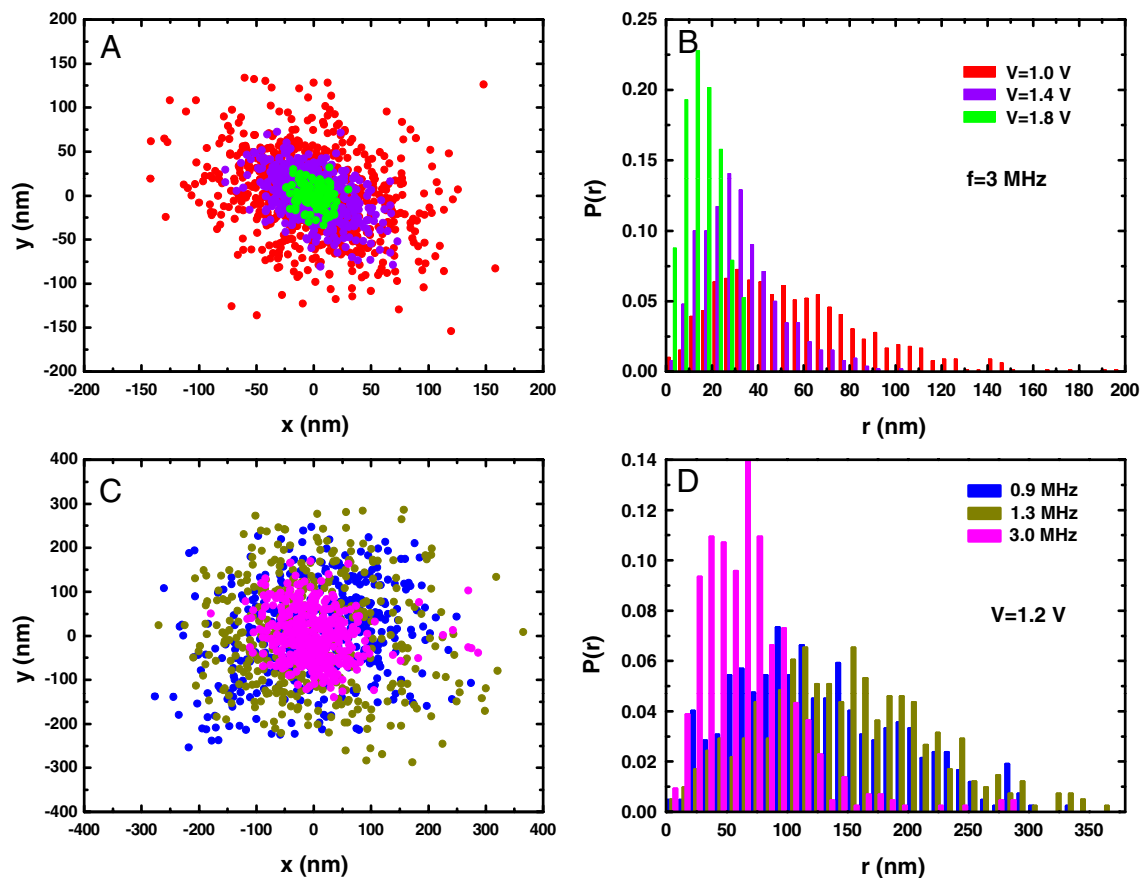 A
200
150
100
50
0
-50
-100
-150
-200
y (nm)
-200 -150 -100 -50 0 50 100 150 200
x (nm)
B
0.25
0.20
0.15
0.10
0.05
0.00
P(r)
V=1.0 V
V=1.4 V
V=1.8 V
f=3 MHz
0 20 40 60 80 100 120 140 160 180 200
r (nm)
C
400
300
200
100
0
-100
-200
-300
-400
y (nm)
-400 -300 -200 -100 0 100 200 300 400
x (nm)
D
0.14
0.12
0.10
0.08
0.06
0.04
0.02
0.00
P(r)
0.9 MHz
1.3 MHz
3.0 MHz
V=1.2 V
0 50 100 150 200 250 300 350
r (nm)